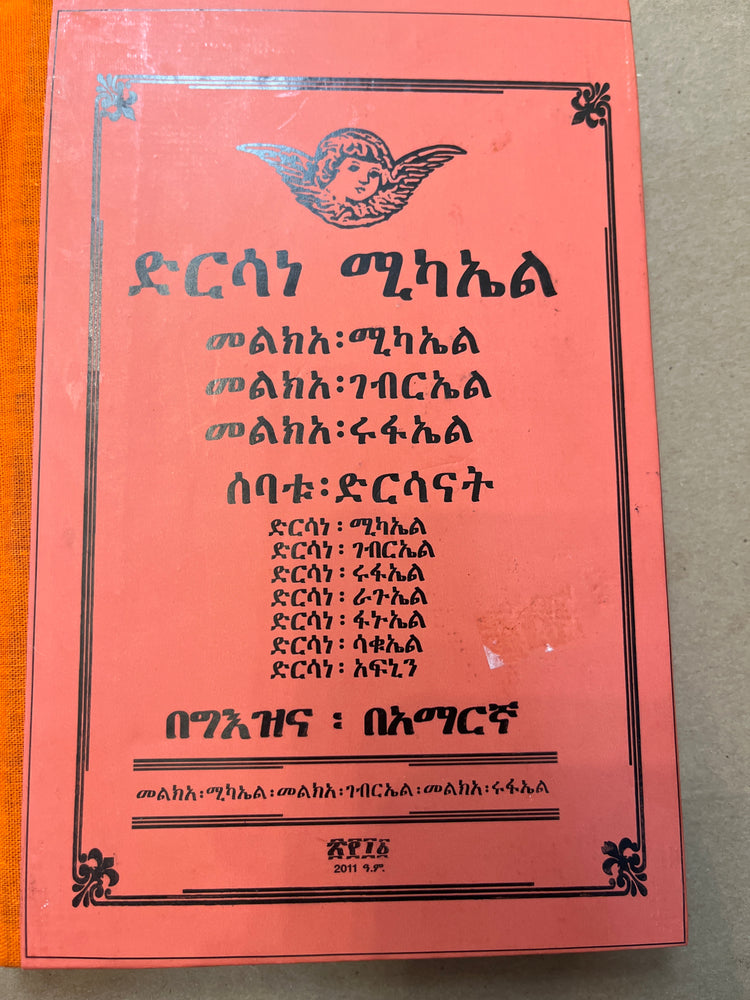 ድርሳነ ሚካኤል
መልክአ፡ሚካኤል
መልክአ፡ገብርኤል
መልክአ፡ሩፋኤል
ሰባቱ፡ድርሳናት
ድርሳነ፡ሚካኤል
ድርሳነ፡ገብርኤል
ድርሳነ፡ሩፋኤል
ድርሳነ፡ራጉኤል
ድርሳነ፡ፋኑኤል
ድርሳነ፡ሳቁኤል
ድርሳነ፡አፍኒን
በግእዝና ፡ በአማርኛ
መልክአ፡ሚካኤል፡መልክአ፡ገብርኤል፡መልክአ፡ሩፋኤል
፳፻፲፩
2011 ዓ.ም.